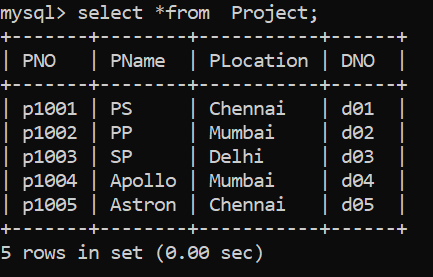 mysql> select *from  Project;
+-------+--------+-----------+------+
| PNO   | PName  | PLocation | DNO  |
+-------+--------+-----------+------+
| p1001 | PS     | Chennai   | d01  |
| p1002 | PP     | Mumbai    | d02  |
| p1003 | SP     | Delhi     | d03  |
| p1004 | Apollo | Mumbai    | d04  |
| p1005 | Astron | Chennai   | d05  |
+-------+--------+-----------+------+
5 rows in set (0.00 sec)